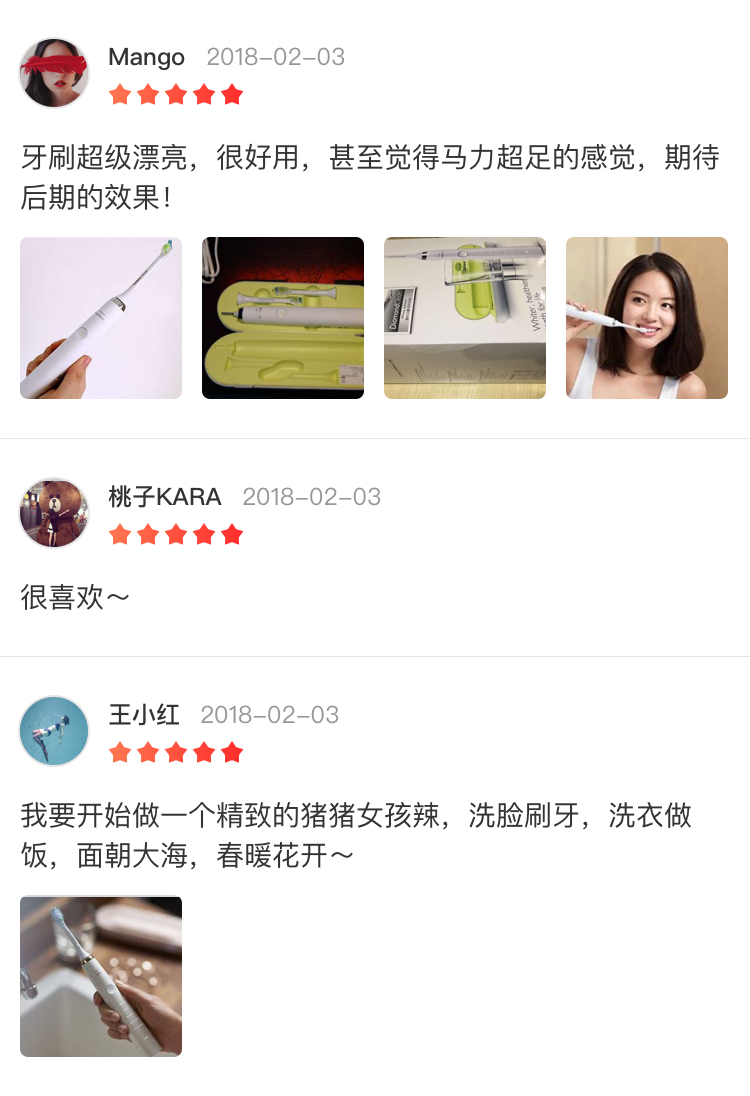 Mango 2018-02-03
牙刷超级漂亮，很好用，甚至觉得马力超足的感觉，期待
后期的效果！
Whiter, healthier
桃子KARA 2018-02-03
很喜欢～
王小红 2018-02-03
我要开始做一个精致的猪猪女孩辣，洗脸刷牙，洗衣做
饭，面朝大海，春暖花开～